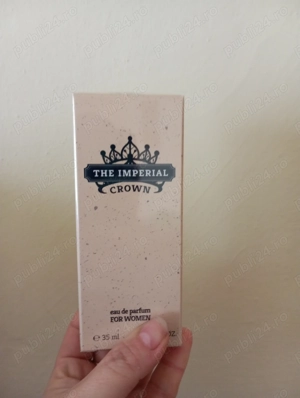 THE IMPERIAL
CROWN
eau de parfum
FOR WOMEN
℮ 35 ml